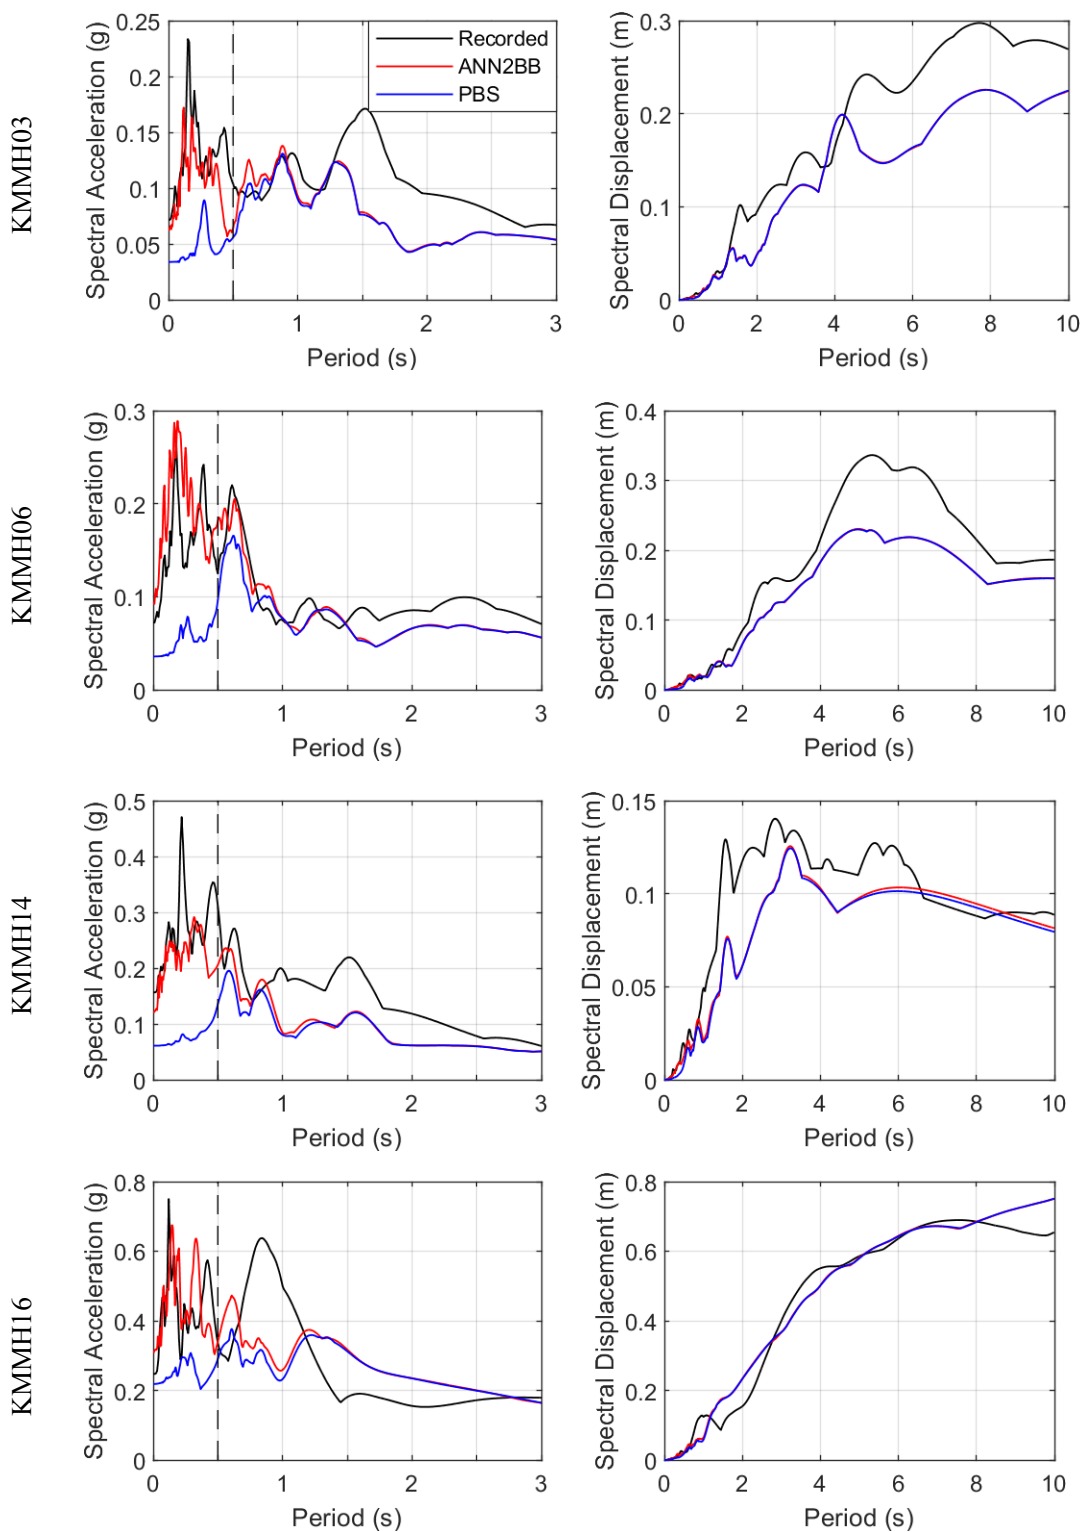 KMMH03
Spectral Acceleration (g)
0.25
0.2
0.15
0.1
0.05
0
0 1 2 3
Period (s)
Recorded
ANN2BB
PBS
Spectral Displacement (m)
0.3
0.2
0.1
0
0 2 4 6 8 10
Period (s)
KMMH06
Spectral Acceleration (g)
0.3
0.2
0.1
0
0 1 2 3
Period (s)
Spectral Displacement (m)
0.4
0.3
0.2
0.1
0
0 2 4 6 8 10
Period (s)
KMMH14
Spectral Acceleration (g)
0.5
0.4
0.3
0.2
0.1
0
0 1 2 3
Period (s)
Spectral Displacement (m)
0.15
0.1
0.05
0
0 2 4 6 8 10
Period (s)
KMMH16
Spectral Acceleration (g)
0.8
0.6
0.4
0.2
0
0 1 2 3
Period (s)
Spectral Displacement (m)
0.8
0.6
0.4
0.2
0
0 2 4 6 8 10
Period (s)